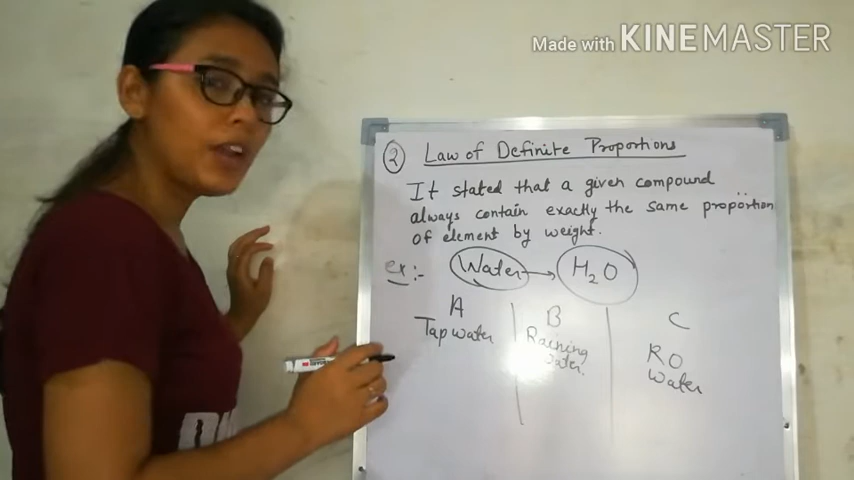 Made with KINEMASTER
② Law of Definite Proportions
It stated that a given compound
always contain exactly the same proportion
of element by weight.
ex:- Water → H₂O
A B C
Tap water
Raining
water.
RO
water